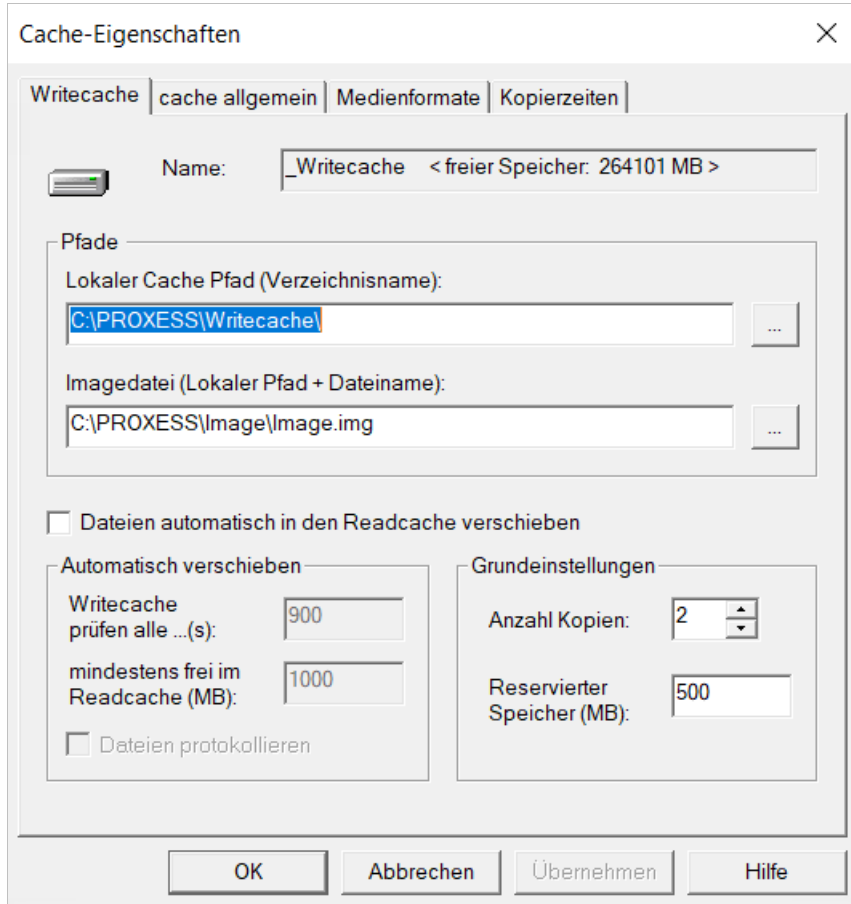 Cache-Eigenschaften
Writecache
cache allgemein
Medienformate
Kopierzeiten
Name:
_Writecache < freier Speicher: 264101 MB >
Pfade
Lokaler Cache Pfad (Verzeichnisname):
C:\PROXESS\Writecache\
...
Imagedatei (Lokaler Pfad + Dateiname):
C:\PROXESS\Image\Image.img
...
Dateien automatisch in den Readcache verschieben
Automatisch verschieben
Writecache
prüfen alle ...(s):
900
mindestens frei im
Readcache (MB):
1000
Dateien protokollieren
Grundeinstellungen
Anzahl Kopien:
2
Reservierter
Speicher (MB):
500
OK
Abbrechen
Übernehmen
Hilfe